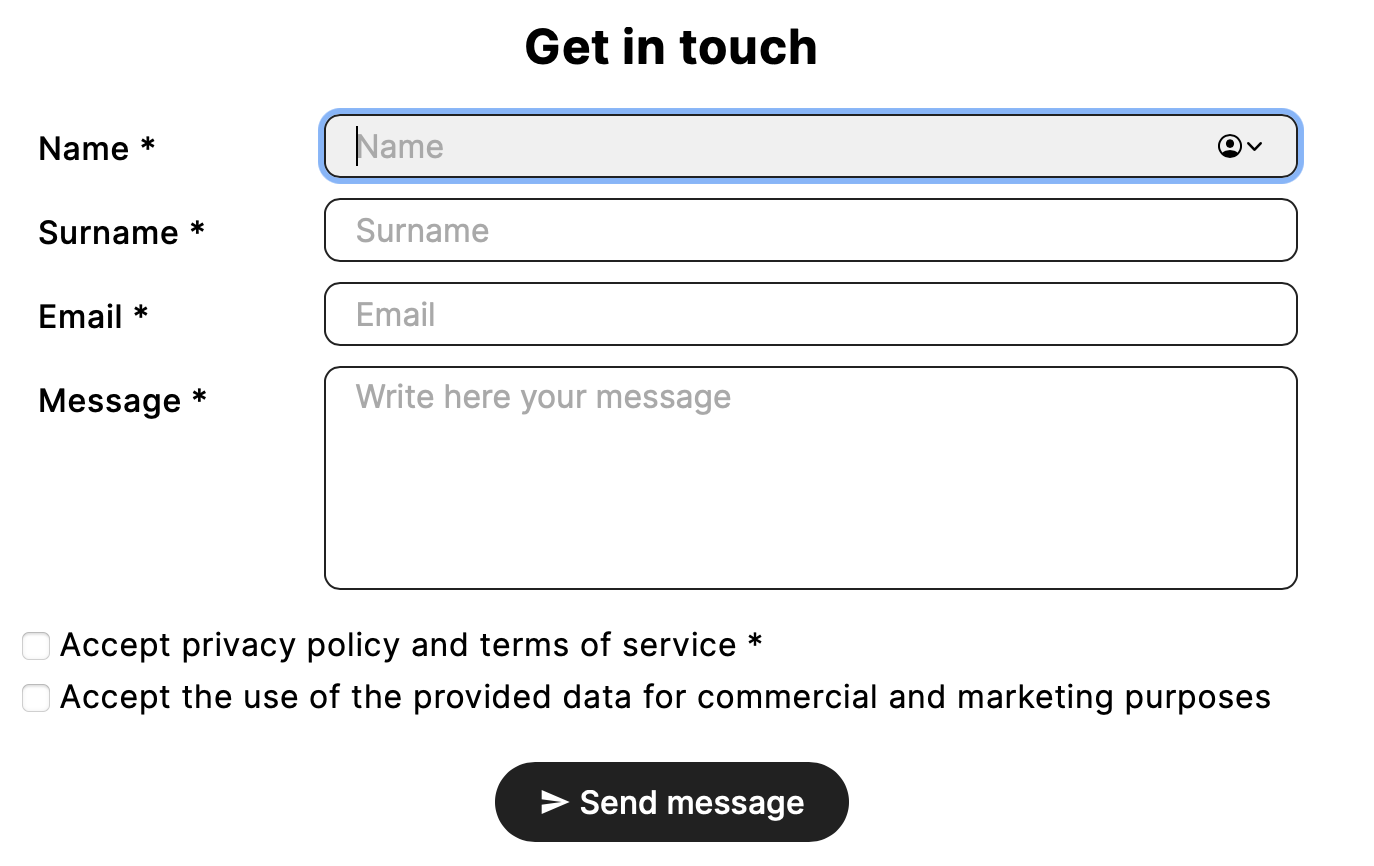 Get in touch
Name * Name
Surname * Surname
Email * Email
Message * Write here your message
Accept privacy policy and terms of service *
Accept the use of the provided data for commercial and marketing purposes
Send message